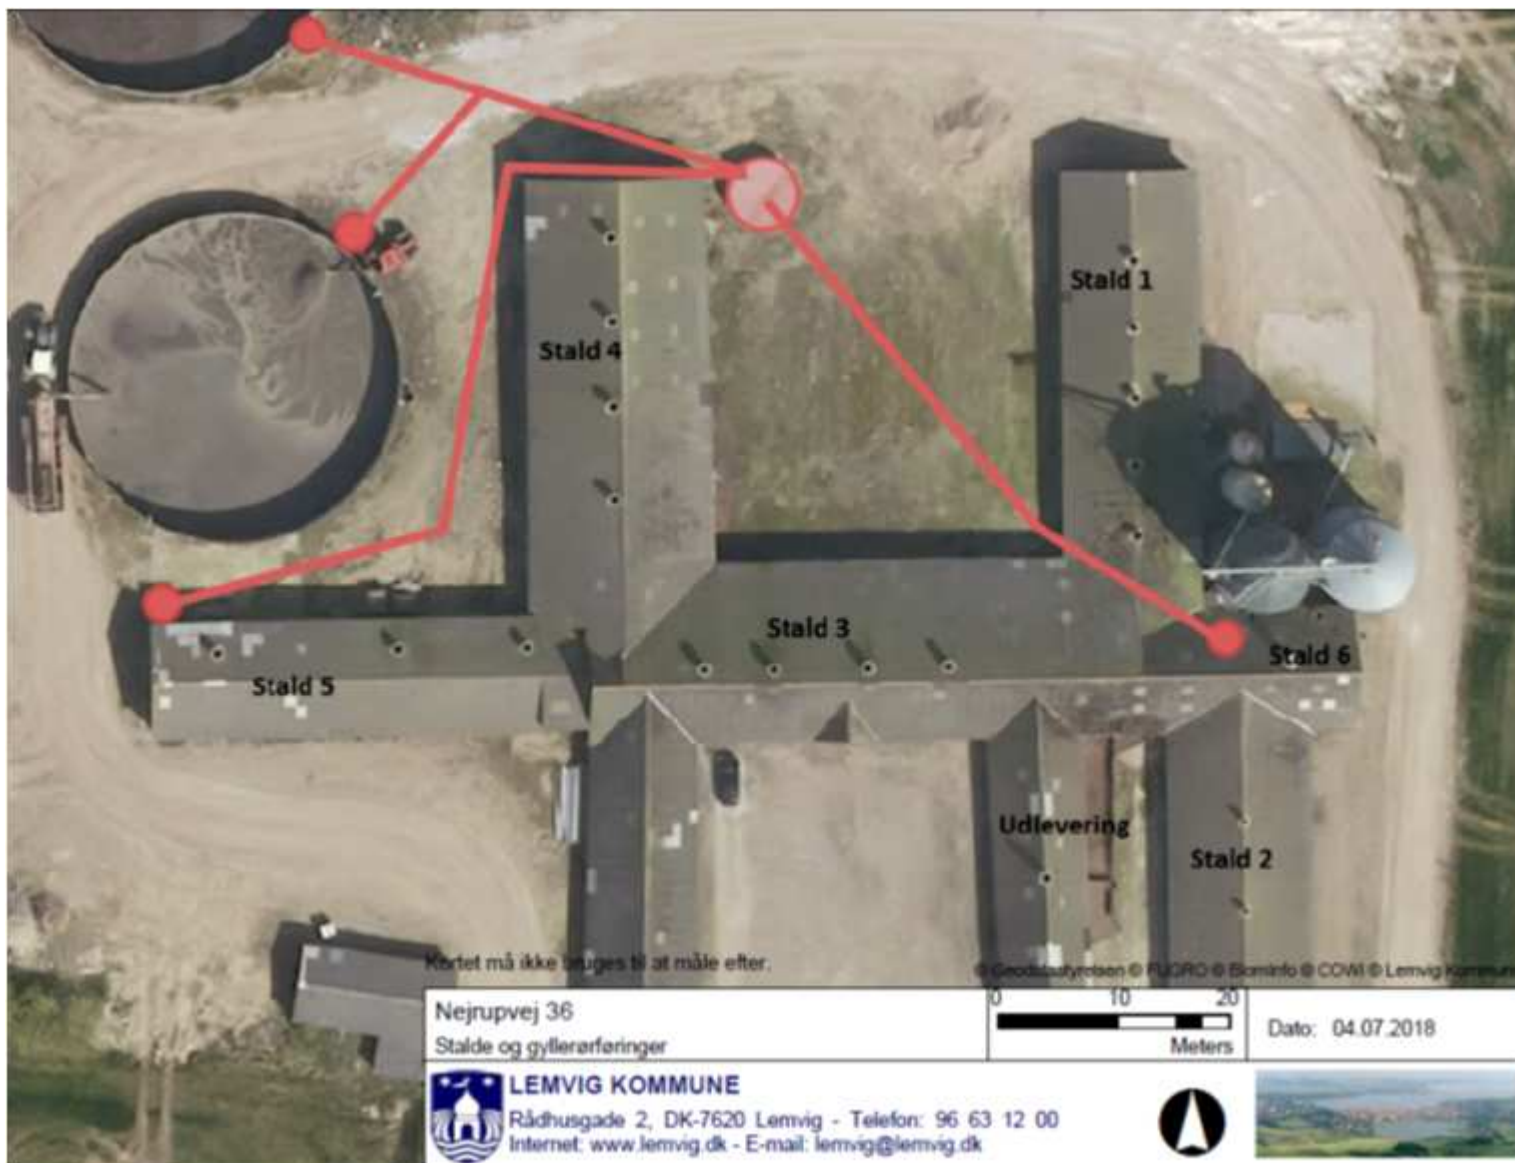 Stald 1
Stald 4
Stald 3
Stald 6
Stald 5
Udlevering
Stald 2
Kortet må ikke bruges til at måle efter.
© Geodatastyrelsen © FUGRO © BlomInfo © COWI © Lemvig Kommune
Nejrupvej 36
Stalde og gyllerørføringer
0 10 20
Meters
Dato: 04.07.2018
LEMVIG KOMMUNE
Rådhusgade 2, DK-7620 Lemvig - Telefon: 96 63 12 00
Internet: www.lemvig.dk - E-mail: lemvig@lemvig.dk